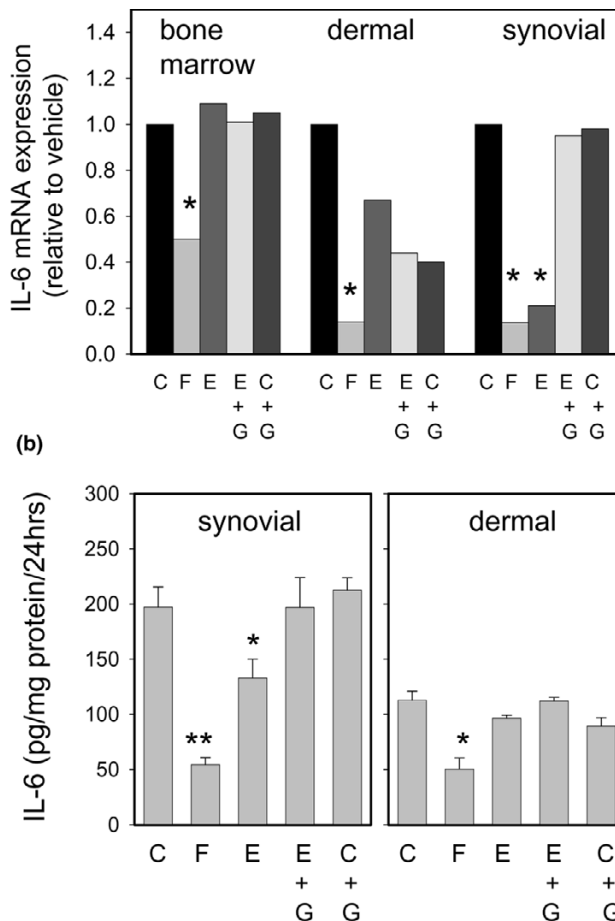 IL-6 mRNA expression
(relative to vehicle)
1.4
1.2
1.0
0.8
0.6
0.4
0.2
0.0
bone
marrow
dermal
synovial
*
*
* *
C F E E C C F E E C C F E E C
+ + + + + +
G G G G G G
(b)
IL-6 (pg/mg protein/24hrs)
300
250
200
150
100
50
0
synovial
dermal
**
*
*
C F E E C C F E E C
+ + + +
G G G G